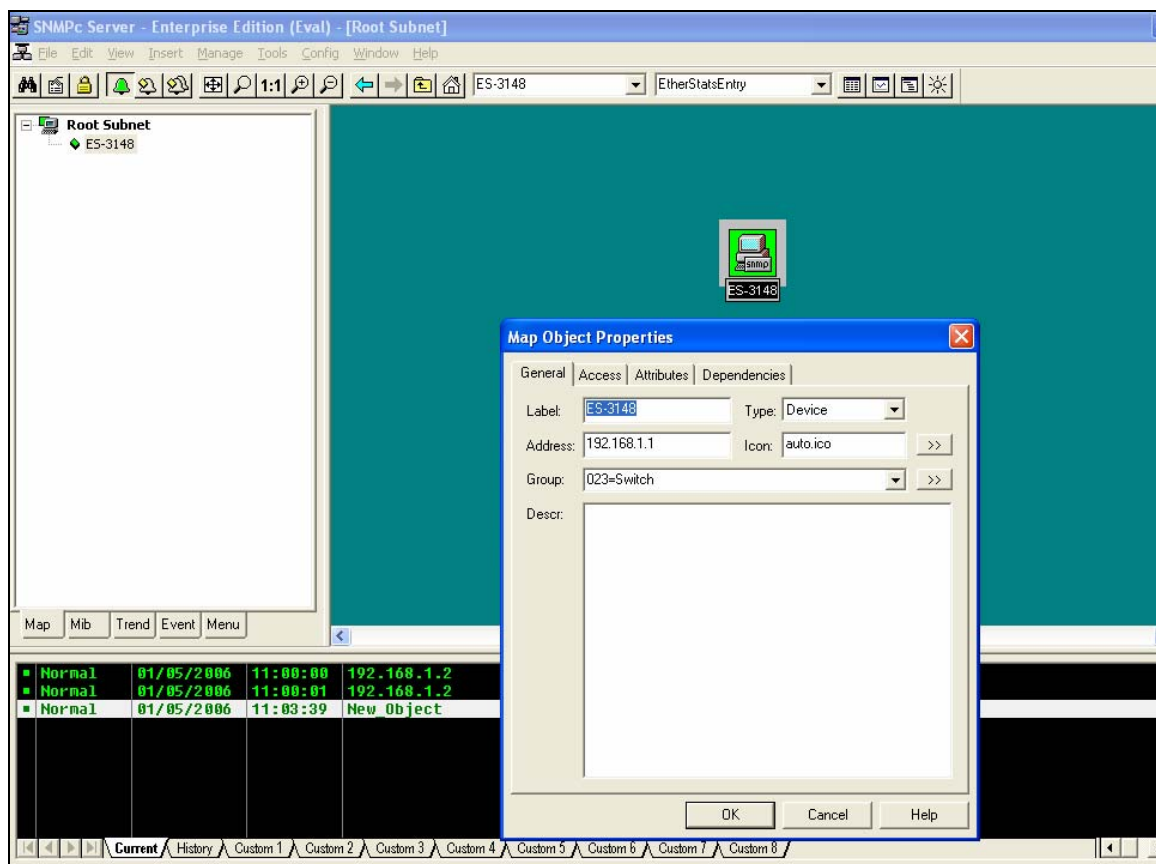 SNMPc Server - Enterprise Edition (Eval) - [Root Subnet]
File Edit View Insert Manage Tools Config Window Help
1:1 ES-3148 EtherStatsEntry
Root Subnet
ES-3148
snmp
ES-3148
Map Object Properties
General Access Attributes Dependencies
Label: ES-3148 Type: Device
Address: 192.168.1.1 Icon: auto.ico >>
Group: 023=Switch >>
Descr:
OK Cancel Help
Map Mib Trend Event Menu
Normal 01/05/2006 11:00:00 192.168.1.2
Normal 01/05/2006 11:00:01 192.168.1.2
Normal 01/05/2006 11:03:39 New_Object
Current History Custom 1 Custom 2 Custom 3 Custom 4 Custom 5 Custom 6 Custom 7 Custom 8